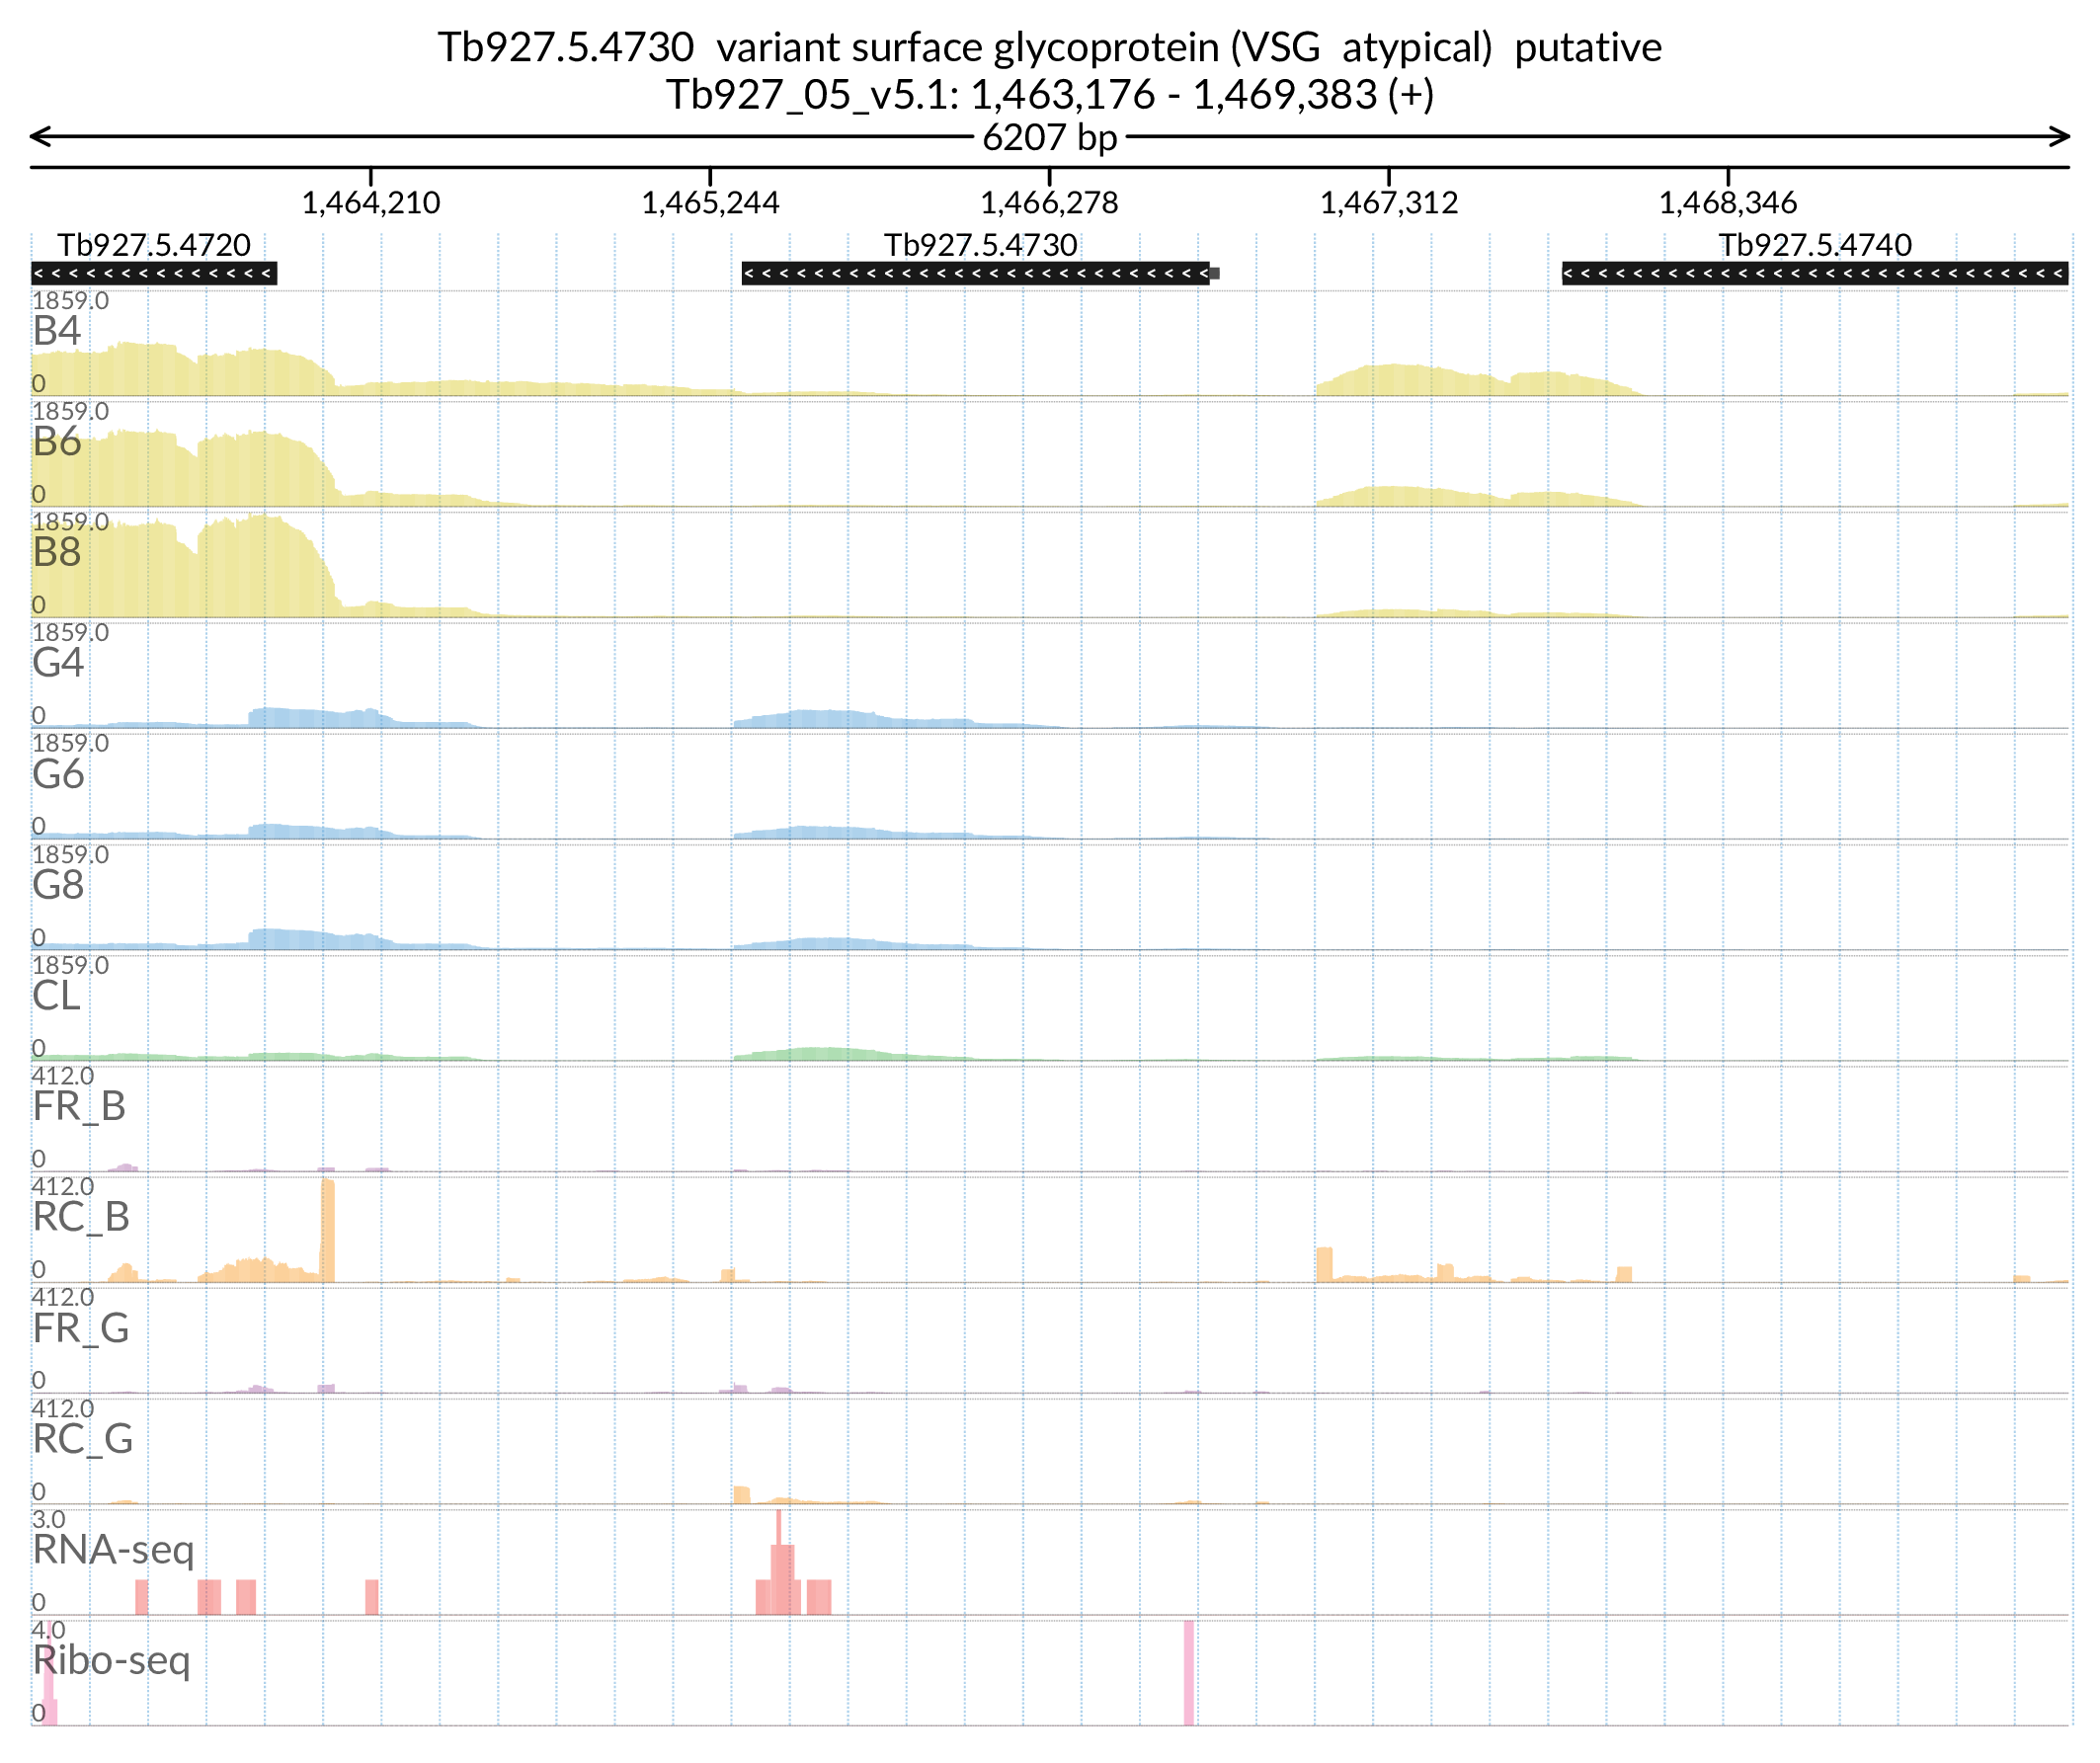 Tb927.5.4730  variant surface glycoprotein (VSG  atypical)  putative
Tb927_05_v5.1: 1,463,176 - 1,469,383 (+)
6207 bp
1,464,210 1,465,244 1,466,278 1,467,312 1,468,346
Tb927.5.4720 Tb927.5.4730 Tb927.5.4740
1859.0
B4
0
1859.0
B6
0
1859.0
B8
0
1859.0
G4
0
1859.0
G6
0
1859.0
G8
0
1859.0
CL
0
412.0
FR_B
0
412.0
RC_B
0
412.0
FR_G
0
412.0
RC_G
0
3.0
RNA-seq
0
4.0
Ribo-seq
0